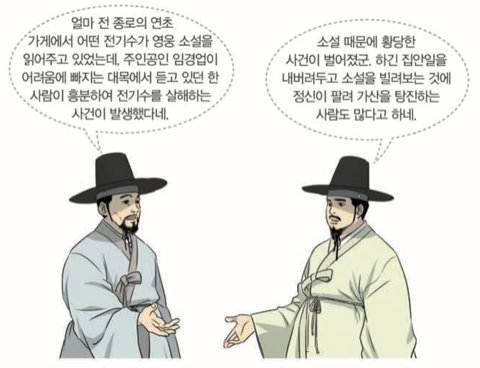 얼마 전 종로의 연초
가게에서 어떤 전기수가 영웅 소설을
읽어주고 있었는데, 주인공인 임경업이
어려움에 빠지는 대목에서 듣고 있던 한
사람이 흥분하여 전기수를 살해하는
사건이 발생했다네.
소설 때문에 황당한
사건이 벌어졌군. 하긴 집안일을
내버려두고 소설을 빌려보는 것에
정신이 팔려 가산을 탕진하는
사람도 많다고 하네.